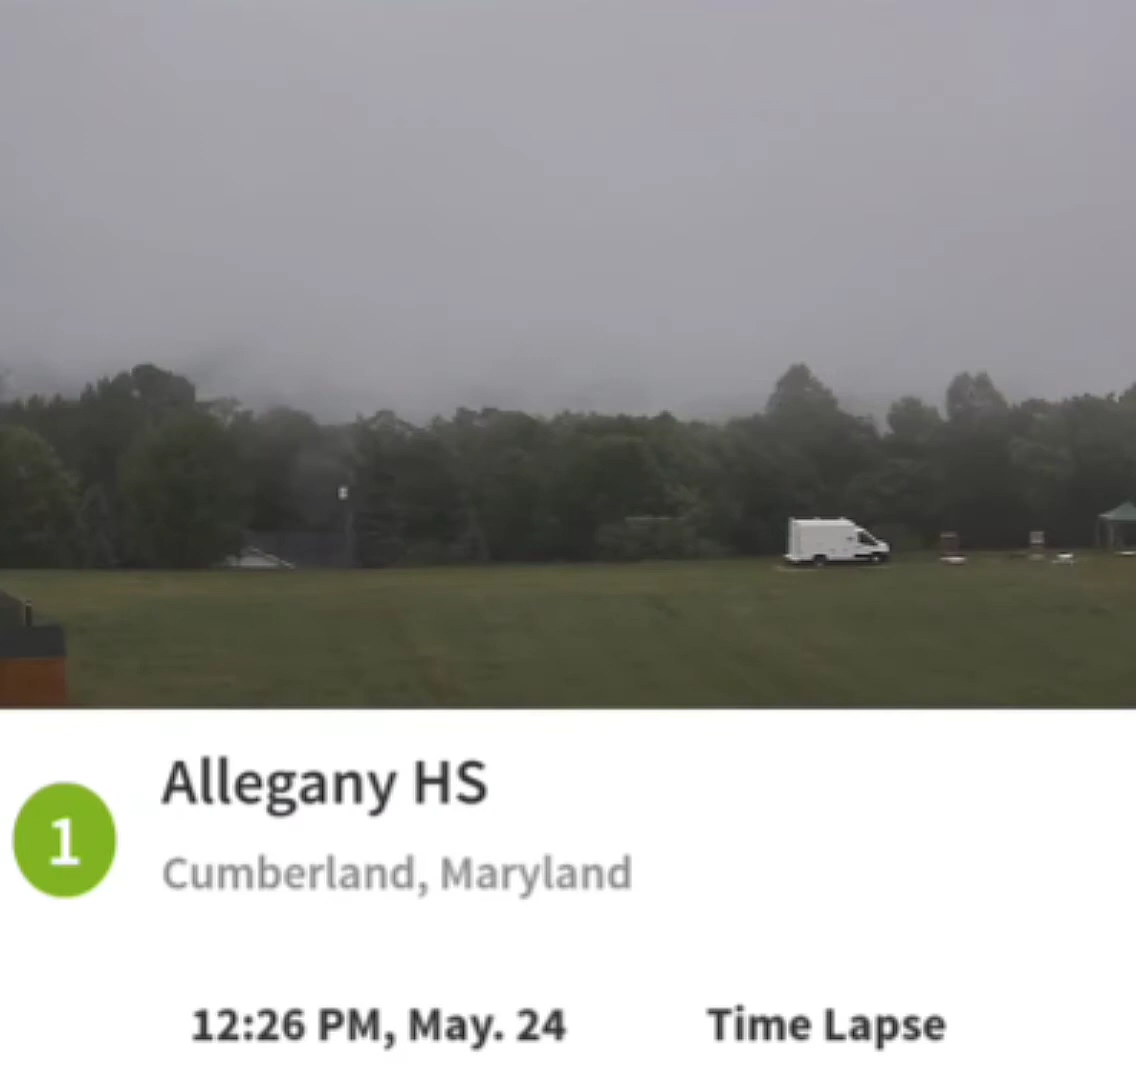 Allegany HS
1
Cumberland, Maryland
12:26 PM, May. 24
Time Lapse